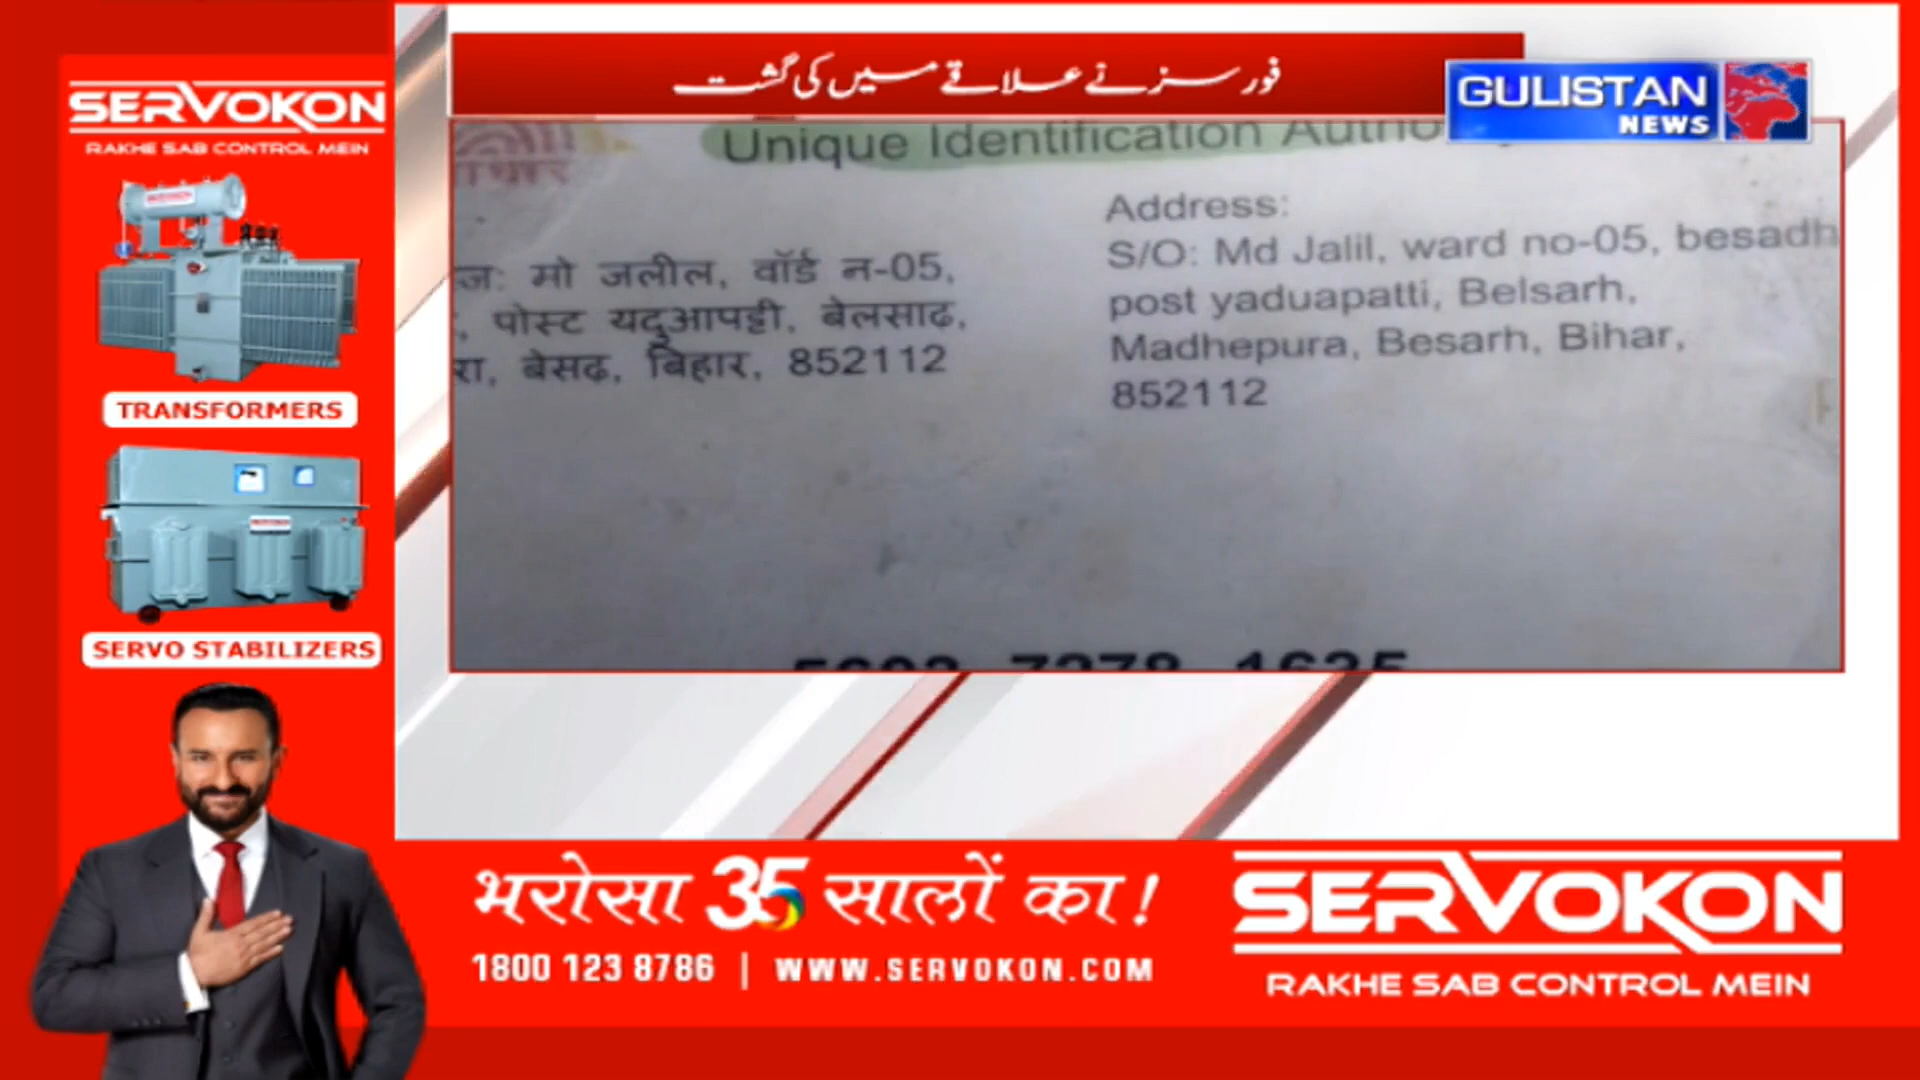 SERVOKON
RAKHE SAB CONTROL MEIN
TRANSFORMERS
SERVO STABILIZERS
فورسز نے علاقے میں کی گشت
GULISTAN
NEWS
Unique Identification
Address:
S/O: Md Jalil, ward no-05, besadh
post yaduapatti, Belsarh,
Madhepura, Besarh, Bihar,
852112
मो जलील, वॉर्ड न-05,
, पोस्ट यदुआपट्टी, बेलसाढ,
रा, बेसढ, बिहार, 852112
भरोसा 35 सालों का!
1800 123 8786 | WWW.SERVOKON.COM
SERVOKON
RAKHE SAB CONTROL MEIN